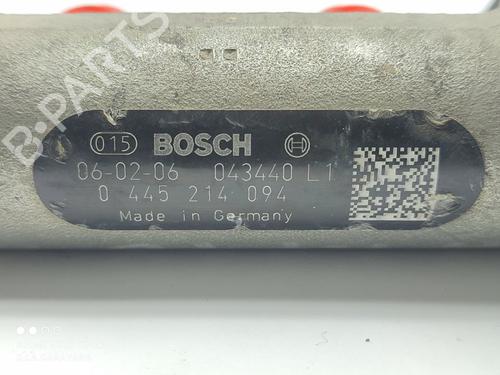 B-PARTS
015 BOSCH
06-02-06 043440 L1
0 445 214 094
Made in Germany